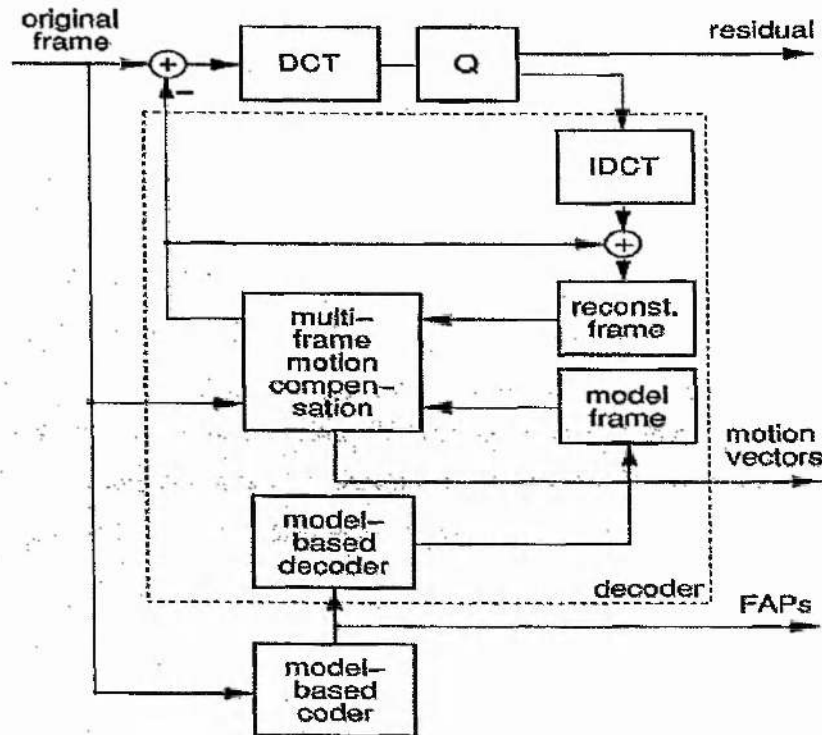 original
frame
+
DCT
Q
residual
−
IDCT
+
multi–
frame
motion
compen–
sation
reconst.
frame
model
frame
motion
vectors
model–
based
decoder
decoder
FAPs
model–
based
coder